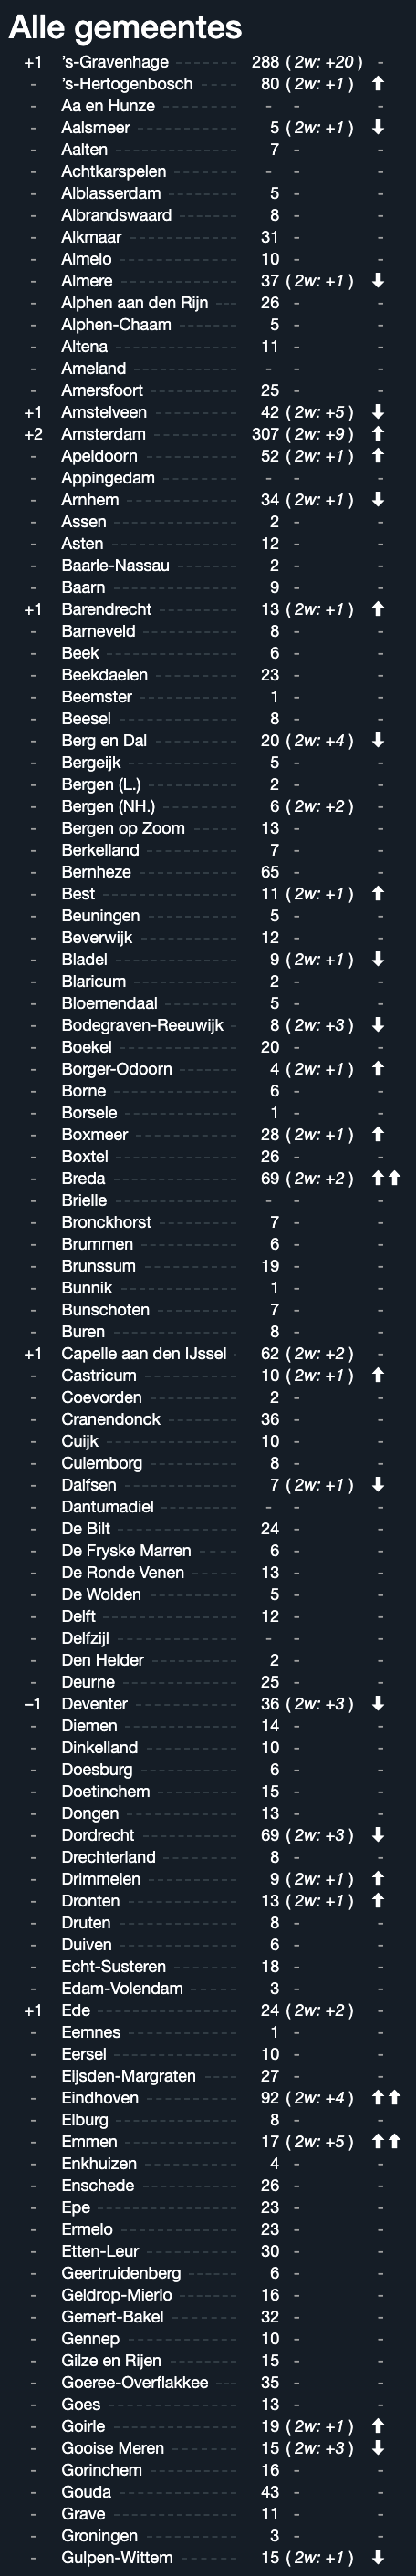 Alle gemeentes
+1 's-Gravenhage ------------ 288 ( 2w: +20 ) -
- 's-Hertogenbosch 80 ( 2w: +1 ) ⬆
- Aa en Hunze - - -
- Aalsmeer 5 ( 2w: +1 ) ⬇
- Aalten 7 - -
- Achtkarspelen - - -
- Alblasserdam 5 - -
- Albrandswaard 8 - -
- Alkmaar 31 - -
- Almelo 10 - -
- Almere 37 ( 2w: +1 ) ⬇
- Alphen aan den Rijn 26 - -
- Alphen-Chaam 5 - -
- Altena 11 - -
- Ameland - - -
- Amersfoort 25 - -
+1 Amstelveen 42 ( 2w: +5 ) ⬇
+2 Amsterdam 307 ( 2w: +9 ) ⬆
- Apeldoorn 52 ( 2w: +1 ) ⬆
- Appingedam - - -
- Arnhem 34 ( 2w: +1 ) ⬇
- Assen 2 - -
- Asten 12 - -
- Baarle-Nassau 2 - -
- Baarn 9 - -
+1 Barendrecht 13 ( 2w: +1 ) ⬆
- Barneveld 8 - -
- Beek 6 - -
- Beekdaelen 23 - -
- Beemster 1 - -
- Beesel 8 - -
- Berg en Dal 20 ( 2w: +4 ) ⬇
- Bergeijk 5 - -
- Bergen (L.) 2 - -
- Bergen (NH.) 6 ( 2w: +2 ) -
- Bergen op Zoom 13 - -
- Berkelland 7 - -
- Bernheze 65 - -
- Best 11 ( 2w: +1 ) ⬆
- Beuningen 5 - -
- Beverwijk 12 - -
- Bladel 9 ( 2w: +1 ) ⬇
- Blaricum 2 - -
- Bloemendaal 5 - -
- Bodegraven-Reeuwijk 8 ( 2w: +3 ) ⬇
- Boekel 20 - -
- Borger-Odoorn 4 ( 2w: +1 ) ⬆
- Borne 6 - -
- Borsele 1 - -
- Boxmeer 28 ( 2w: +1 ) ⬆
- Boxtel 26 - -
- Breda 69 ( 2w: +2 ) ⬆⬆
- Brielle - - -
- Bronckhorst 7 - -
- Brummen 6 - -
- Brunssum 19 - -
- Bunnik 1 - -
- Bunschoten 7 - -
- Buren 8 - -
+1 Capelle aan den IJssel 62 ( 2w: +2 ) -
- Castricum 10 ( 2w: +1 ) ⬆
- Coevorden 2 - -
- Cranendonck 36 - -
- Cuijk 10 - -
- Culemborg 8 - -
- Dalfsen 7 ( 2w: +1 ) ⬇
- Dantumadiel - - -
- De Bilt 24 - -
- De Fryske Marren 6 - -
- De Ronde Venen 13 - -
- De Wolden 5 - -
- Delft 12 - -
- Delfzijl - - -
- Den Helder 2 - -
- Deurne 25 - -
−1 Deventer 36 ( 2w: +3 ) ⬇
- Diemen 14 - -
- Dinkelland 10 - -
- Doesburg 6 - -
- Doetinchem 15 - -
- Dongen 13 - -
- Dordrecht 69 ( 2w: +3 ) ⬇
- Drechterland 8 - -
- Drimmelen 9 ( 2w: +1 ) ⬆
- Dronten 13 ( 2w: +1 ) ⬆
- Druten 8 - -
- Duiven 6 - -
- Echt-Susteren 18 - -
- Edam-Volendam 3 - -
+1 Ede 24 ( 2w: +2 ) -
- Eemnes 1 - -
- Eersel 10 - -
- Eijsden-Margraten 27 - -
- Eindhoven 92 ( 2w: +4 ) ⬆⬆
- Elburg 8 - -
- Emmen 17 ( 2w: +5 ) ⬆⬆
- Enkhuizen 4 - -
- Enschede 26 - -
- Epe 23 - -
- Ermelo 23 - -
- Etten-Leur 30 - -
- Geertruidenberg 6 - -
- Geldrop-Mierlo 16 - -
- Gemert-Bakel 32 - -
- Gennep 10 - -
- Gilze en Rijen 15 - -
- Goeree-Overflakkee 35 - -
- Goes 13 - -
- Goirle 19 ( 2w: +1 ) ⬆
- Gooise Meren 15 ( 2w: +3 ) ⬇
- Gorinchem 16 - -
- Gouda 43 - -
- Grave 11 - -
- Groningen 3 - -
- Gulpen-Wittem 15 ( 2w: +1 ) ⬇